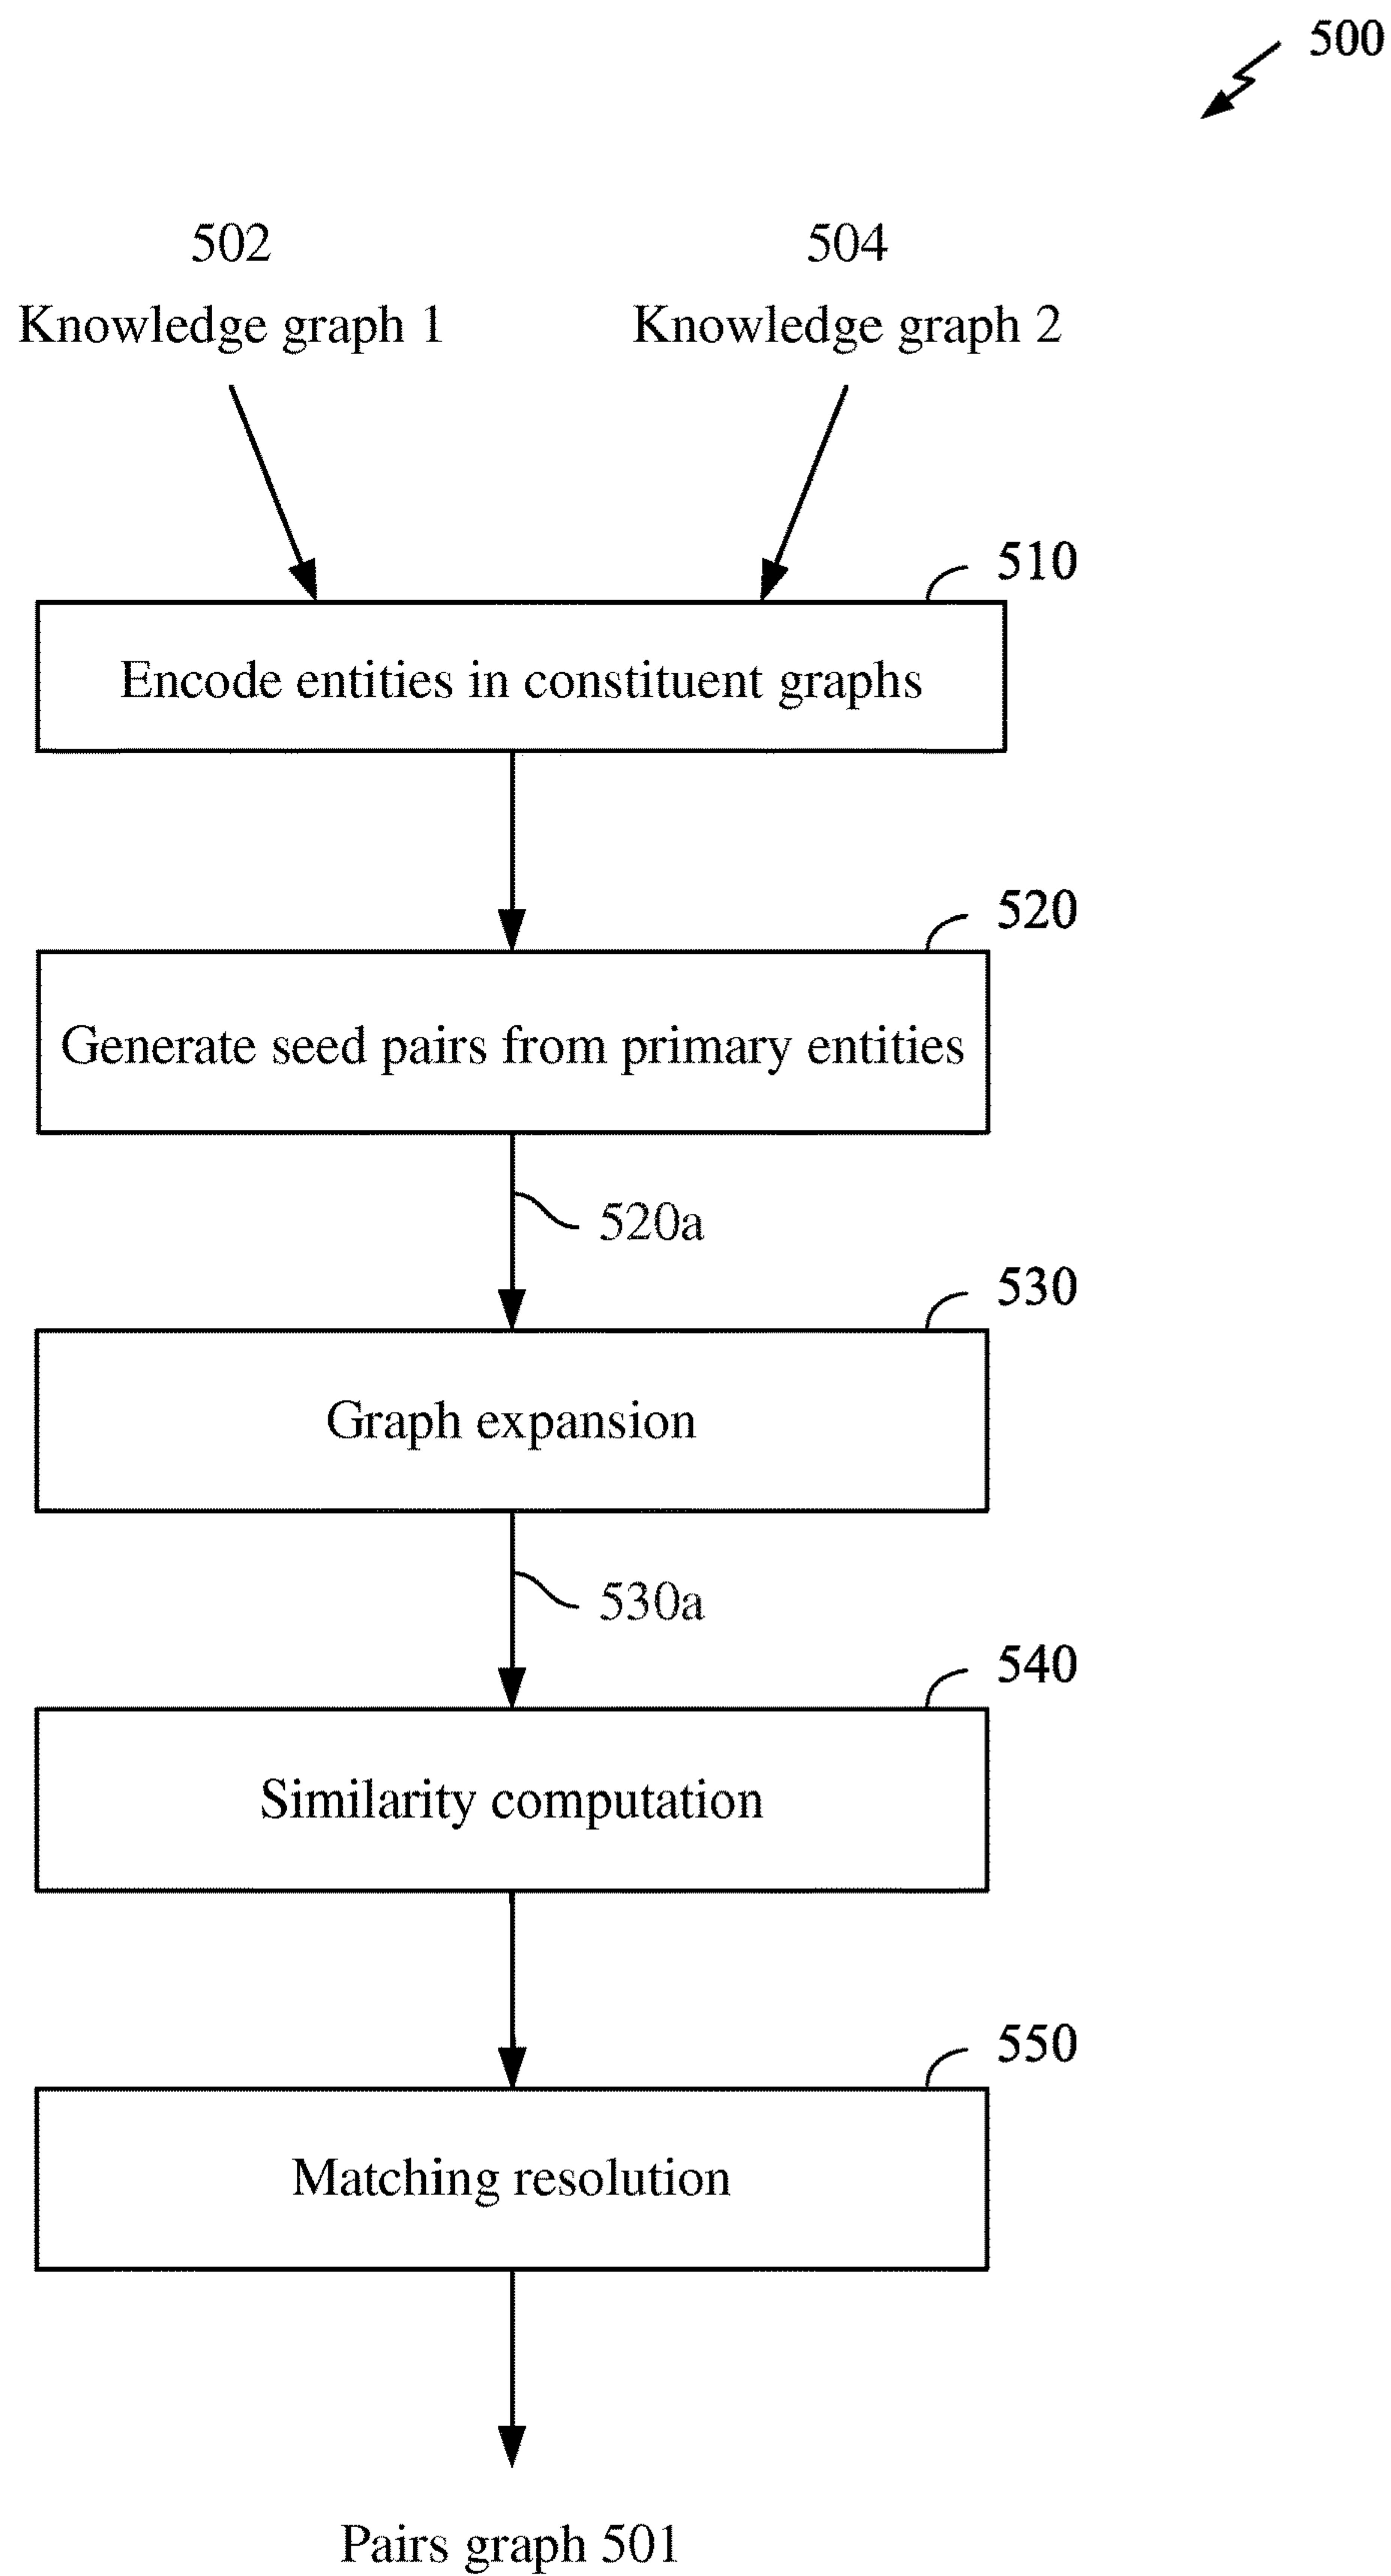 500
502
504
Knowledge graph 1
Knowledge graph 2
510
Encode entities in constituent graphs
520
Generate seed pairs from primary entities
520a
530
Graph expansion
530a
540
Similarity computation
550
Matching resolution
Pairs graph 501